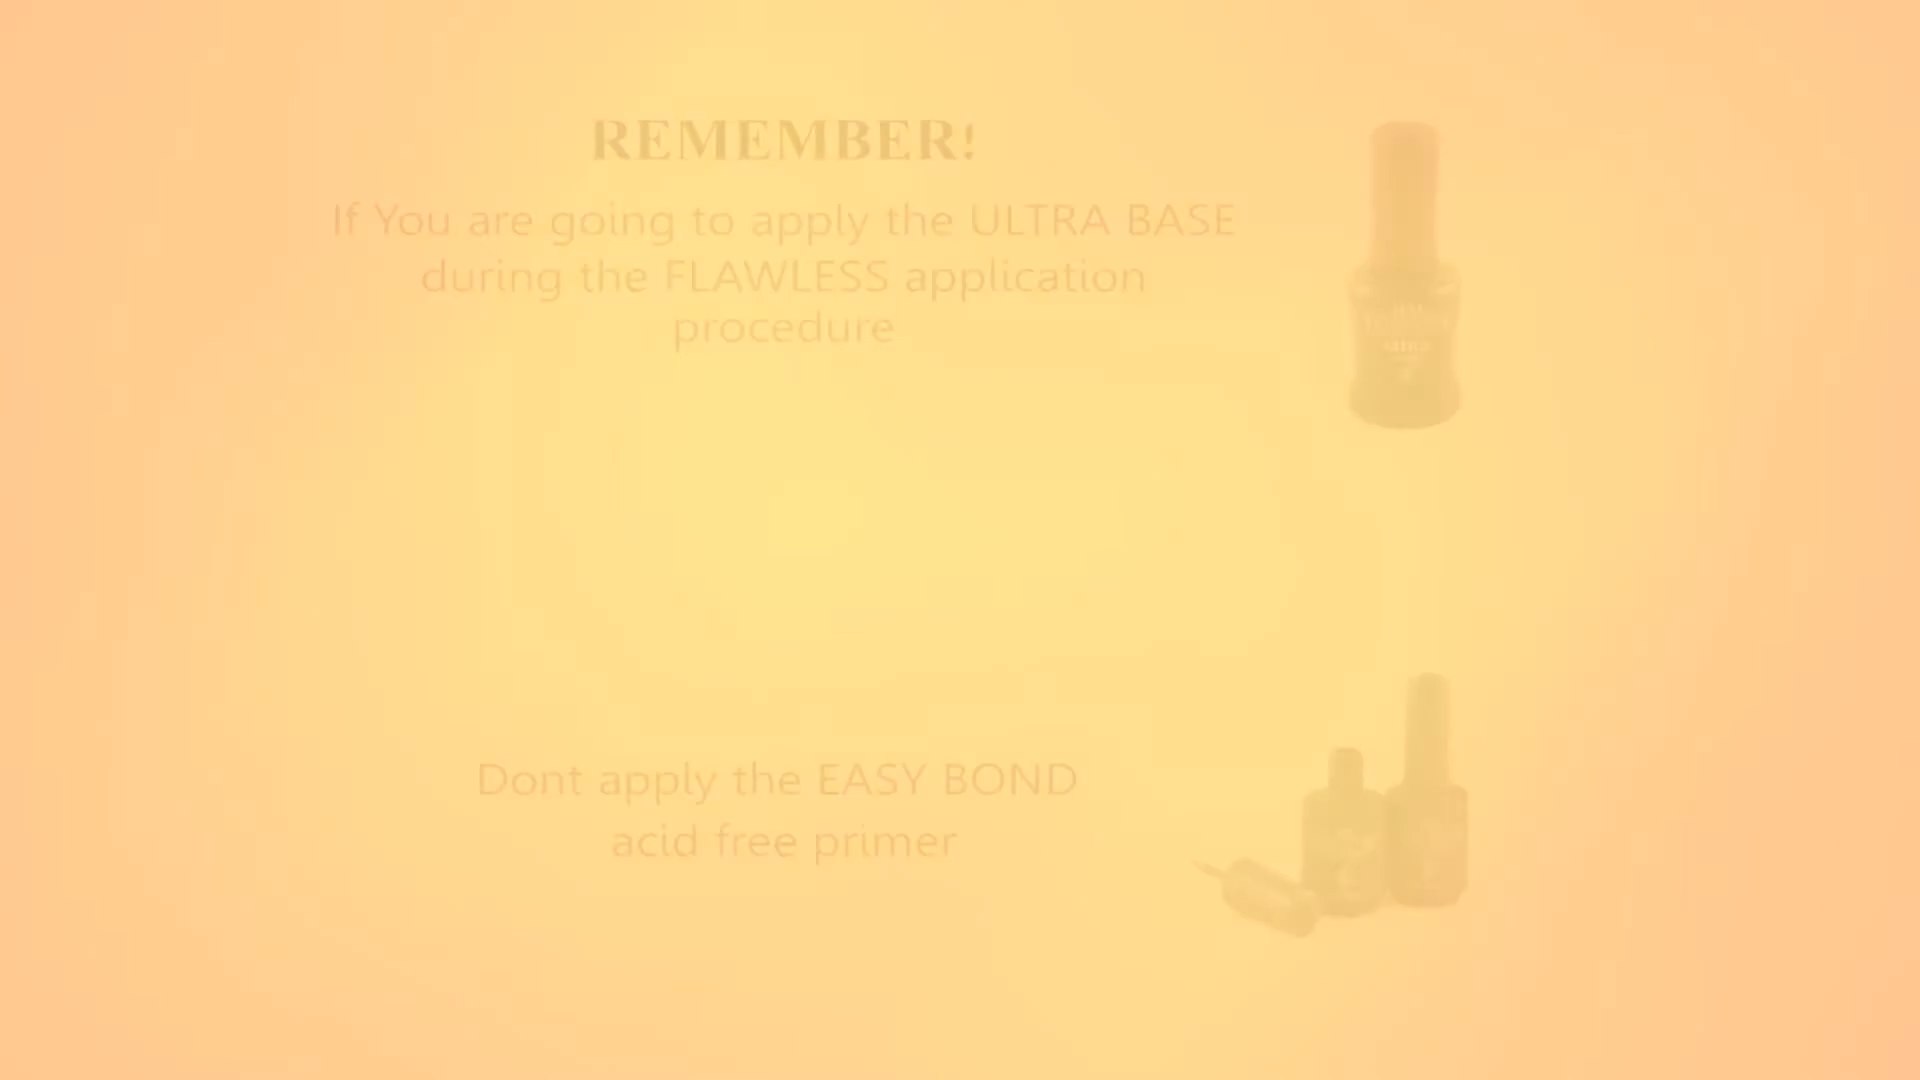 REMEMBER!
If You are going to apply the ULTRA BASE
during the FLAWLESS application
procedure
Dont apply the EASY BOND
acid free primer